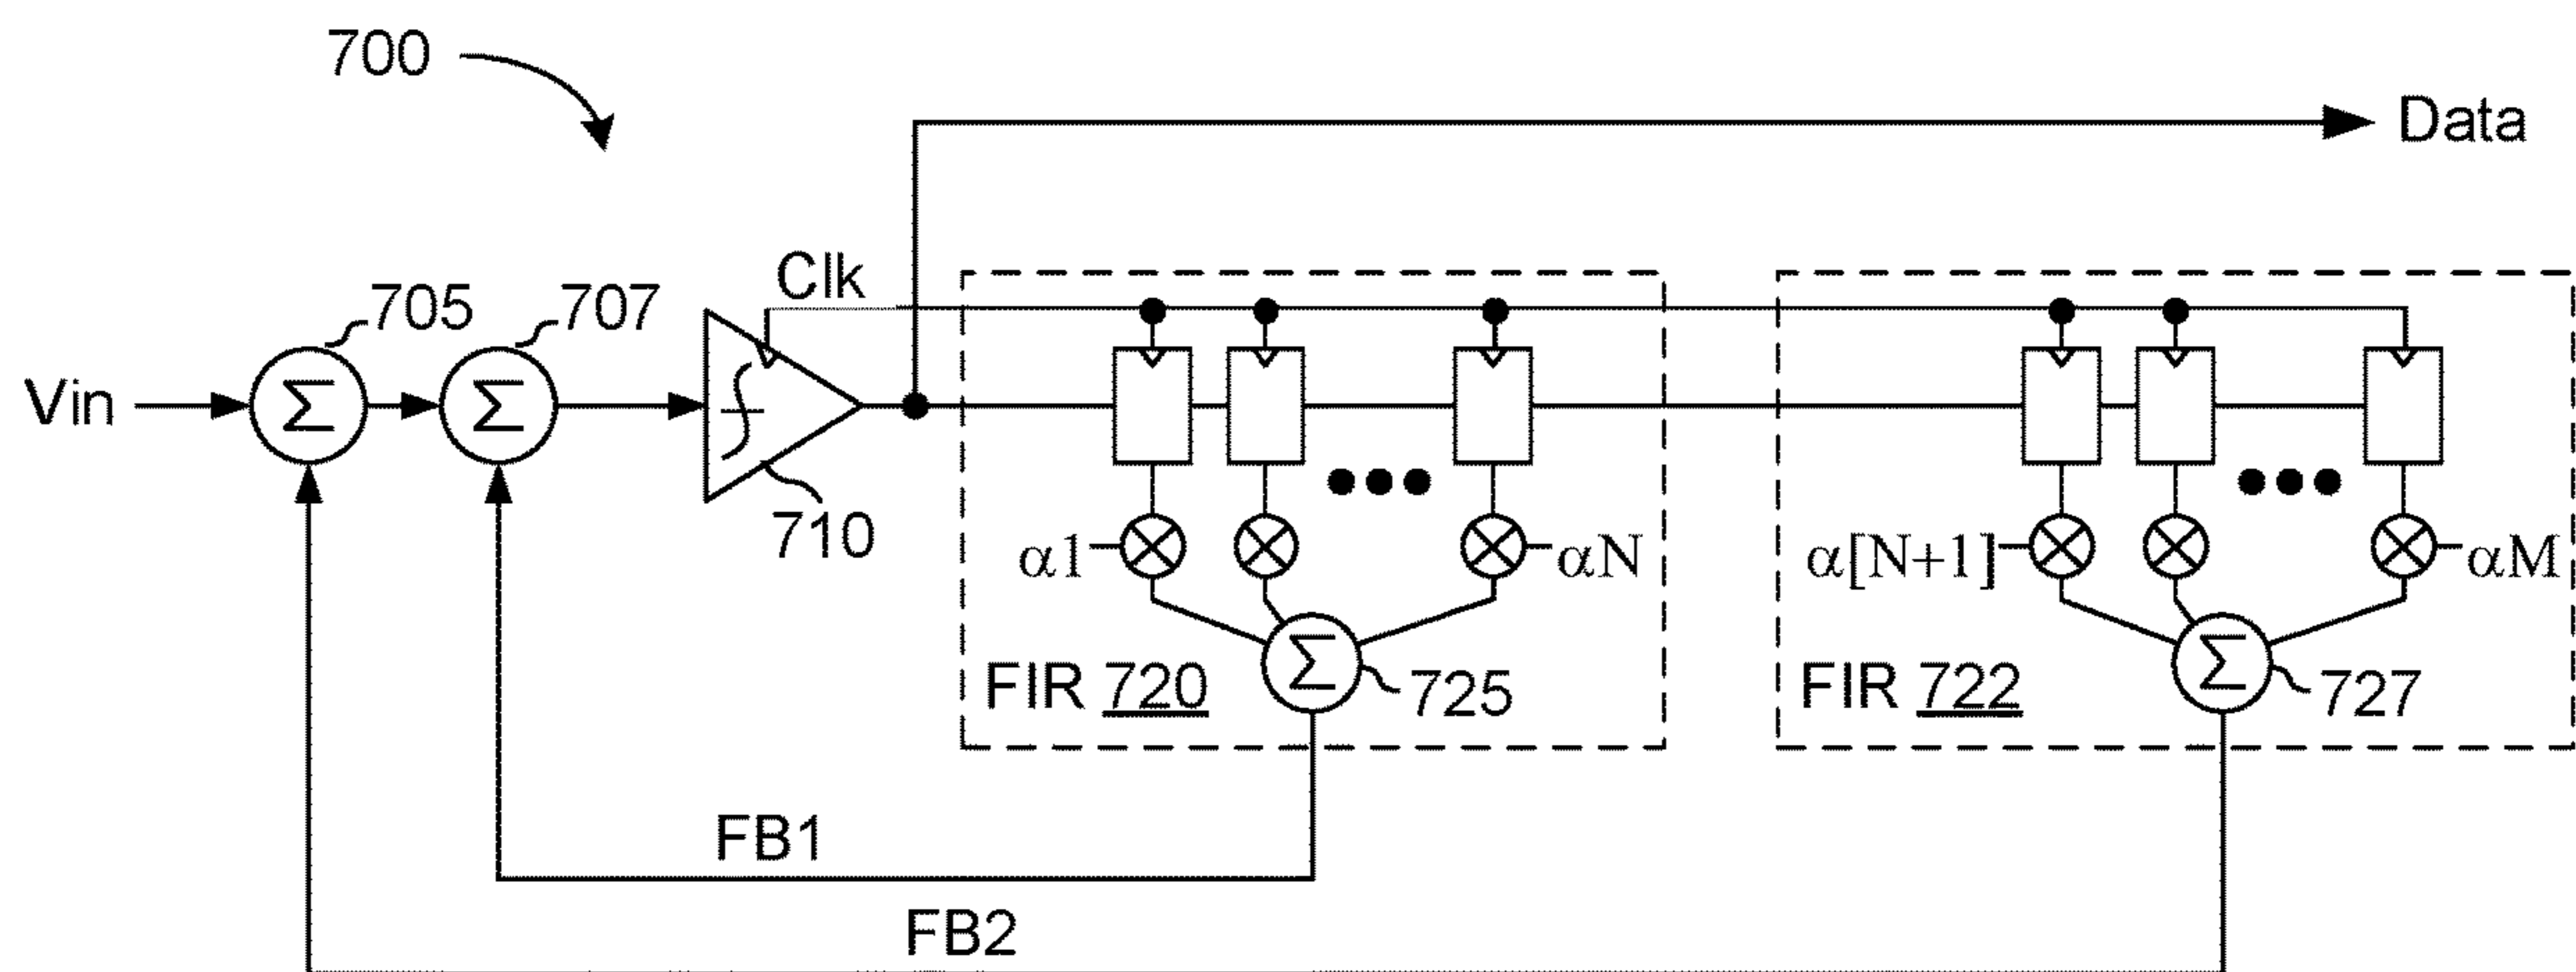 700
Data
Clk
705
707
Vin
Σ
Σ
710
α1
αN
α[N+1]
αM
Σ
Σ
FIR 720
725
FIR 722
727
FB1
FB2